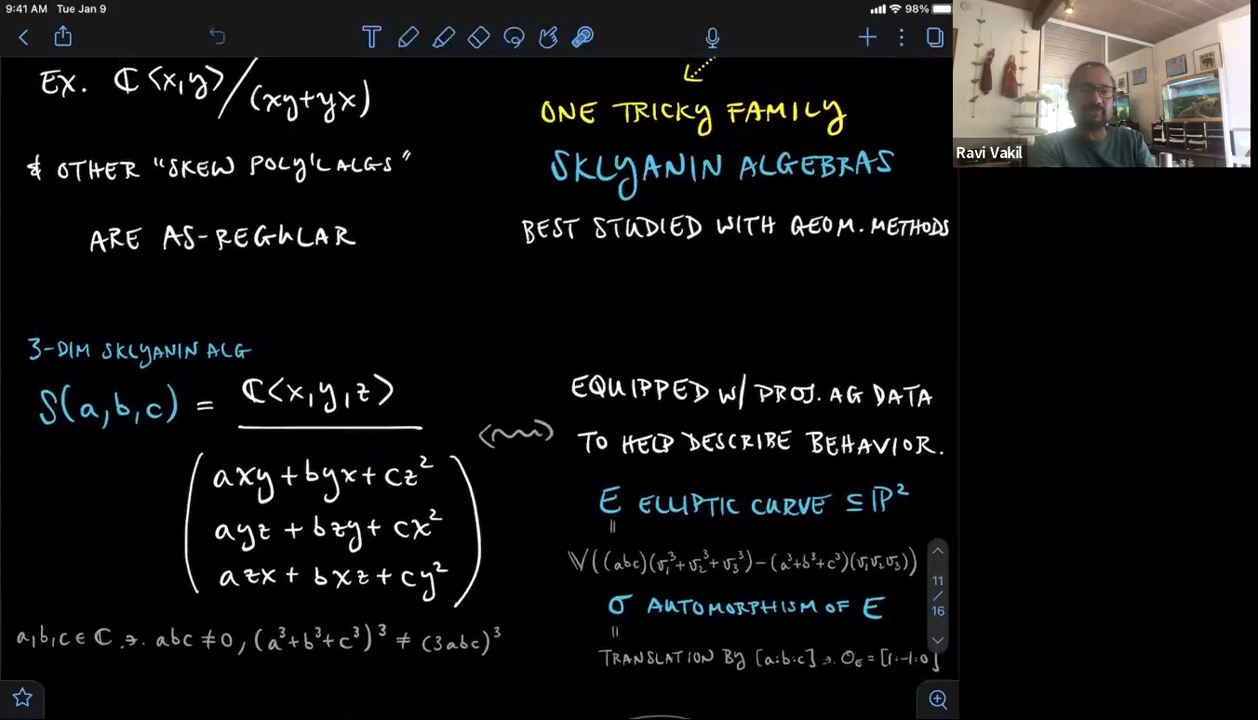 9:41 AM Tue Jan 9
98%
Ravi Vakil
EX. ℂ<x,y>/(xy+yx)
& OTHER "SKEW POLY'L ALGS"
ARE AS-REGULAR
ONE TRICKY FAMILY
SKLYANIN ALGEBRAS
BEST STUDIED WITH GEOM. METHODS
3-DIM SKLYANIN ALG
S(a,b,c) = ℂ<x,y,z>
axy+byx+cz²
ayz+bzy+cx²
azx+bxz+cy²
a,b,c ∈ ℂ .∋. abc ≠ 0, (a³+b³+c³)³ ≠ (3abc)³
EQUIPPED W/ PROJ. AG DATA
TO HELP DESCRIBE BEHAVIOR.
E ELLIPTIC CURVE ⊆ ℙ²
=
𝕍((abc)(v₁³+v₂³+v₃³)-(a³+b³+c³)(v₁v₂v₃))
σ AUTOMORPHISM OF E
=
TRANSLATION BY [a:b:c] .∋. O_E = [1:-1:0]
11
/
16